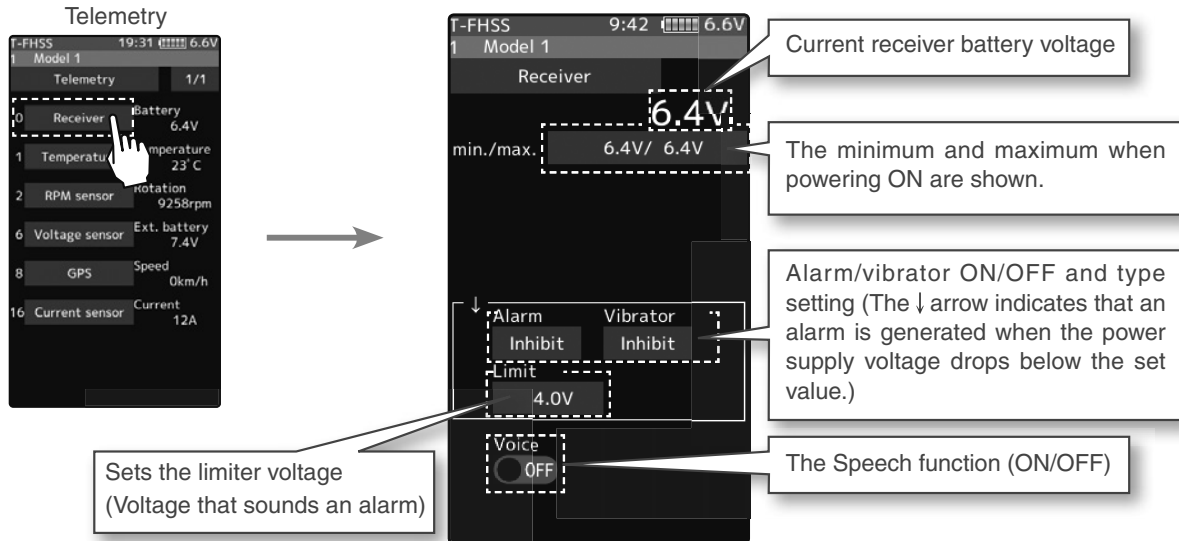 Telemetry
T-FHSS 19:31 6.6V
1 Model 1
Telemetry 1/1
0 Receiver Battery
6.4V
1 Temperatu mperature
23°C
2 RPM sensor Rotation
9258rpm
6 Voltage sensor Ext. battery
7.4V
8 GPS Speed
0km/h
16 Current sensor Current
12A
T-FHSS 9:42 6.6V
1 Model 1
Receiver
6.4V
min./max. 6.4V/ 6.4V
↓
Alarm Vibrator
Inhibit Inhibit
Limit
4.0V
Voice
OFF
Current receiver battery voltage
The minimum and maximum when
powering ON are shown.
Alarm/vibrator ON/OFF and type
setting (The ↓ arrow indicates that an
alarm is generated when the power
supply voltage drops below the set
value.)
The Speech function (ON/OFF)
Sets the limiter voltage
(Voltage that sounds an alarm)